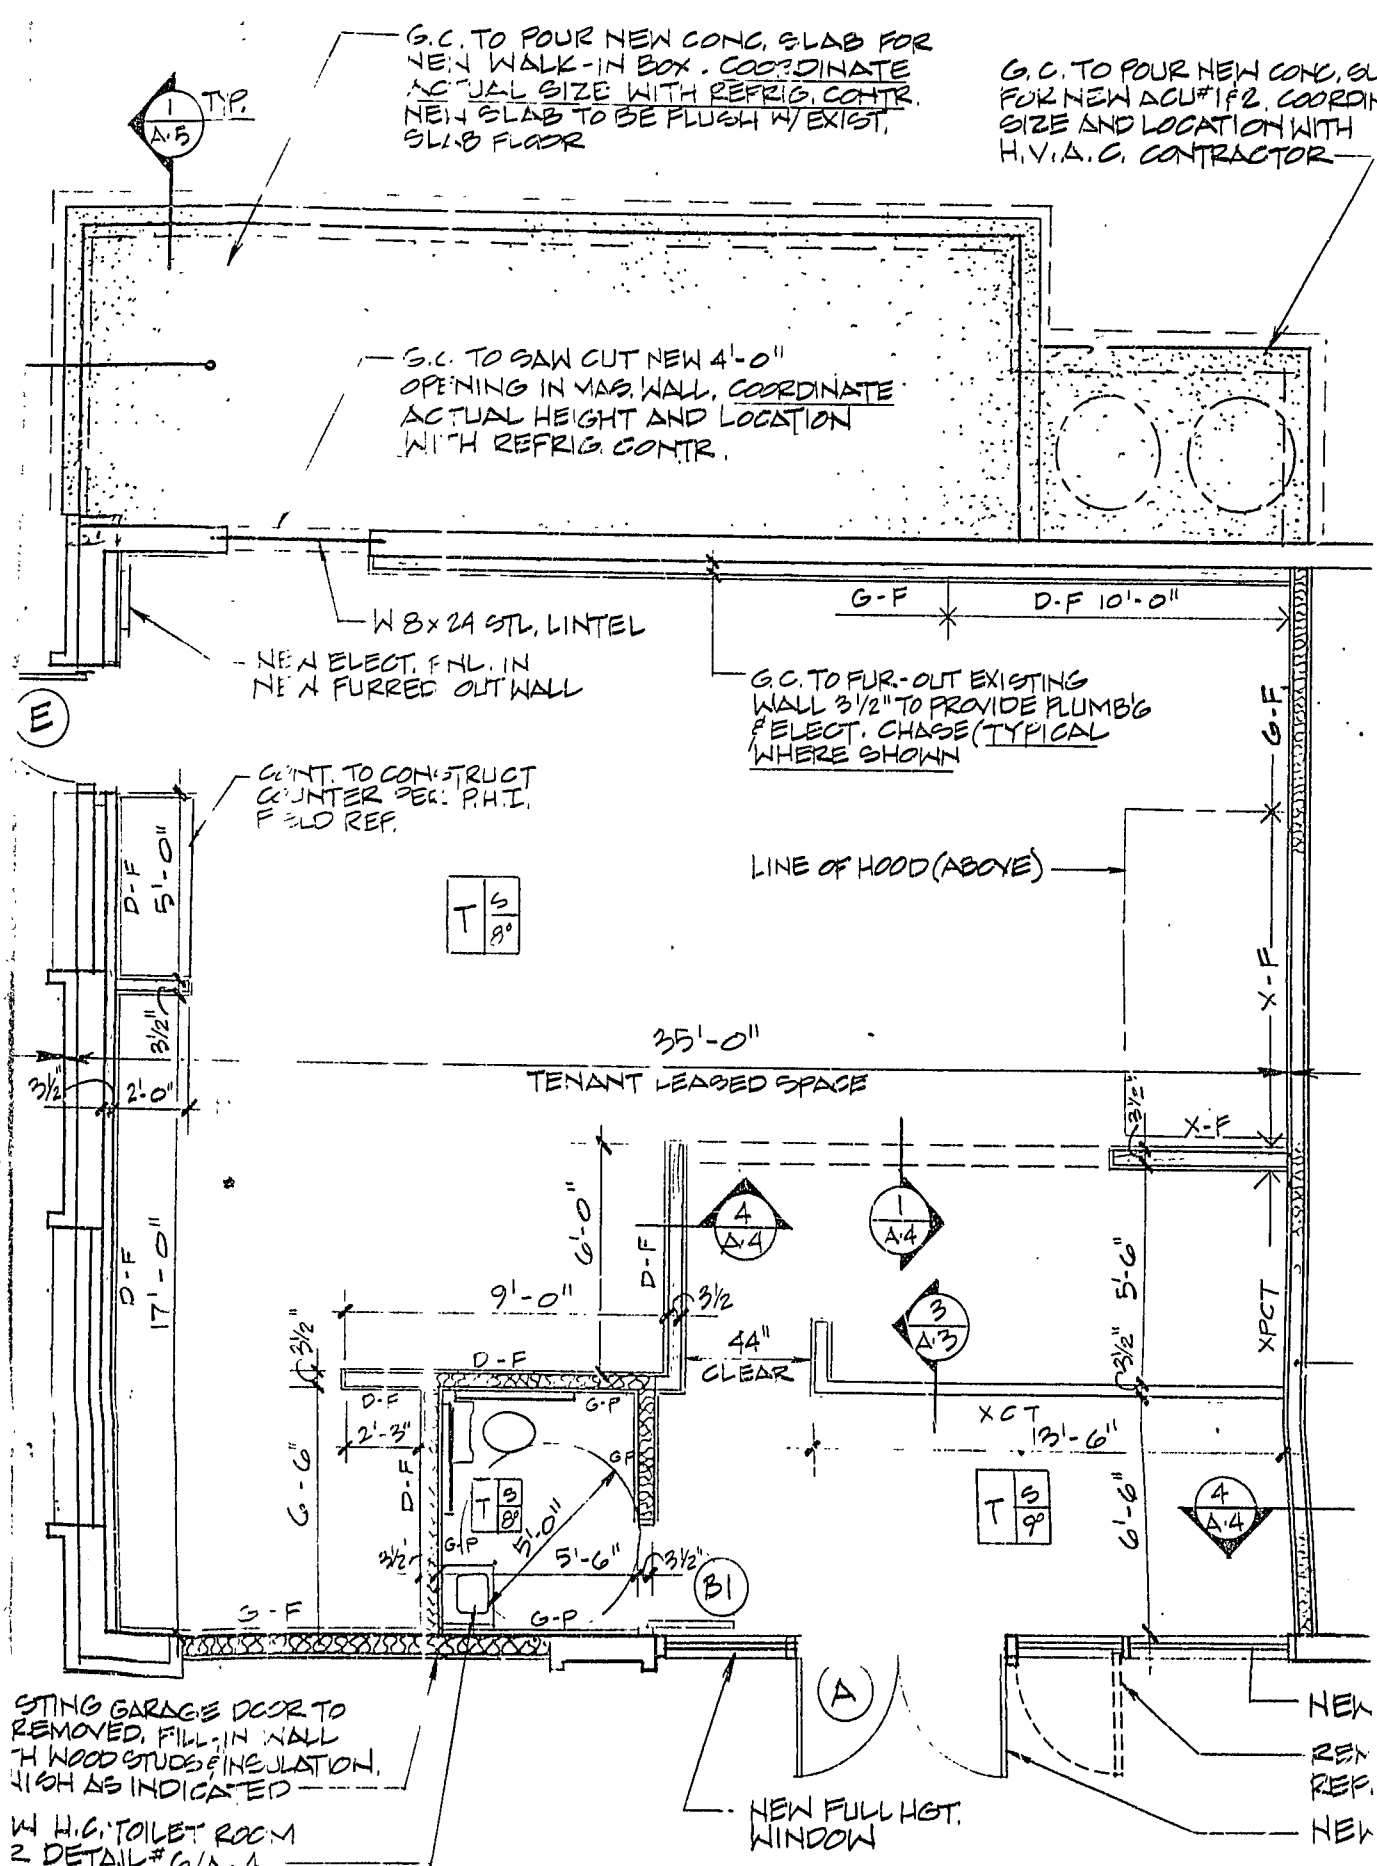 G.C. TO POUR NEW CONC. SLAB FOR
NEW WALK-IN BOX. COORDINATE
ACTUAL SIZE WITH REFRIG. CONTR.
NEW SLAB TO BE FLUSH W/ EXIST.
SLAB FLOOR
G.C. TO POUR NEW CONC. SL
FOR NEW ACU#1&2. COORDIN
SIZE AND LOCATION WITH
H.V.A.C. CONTRACTOR
1
A.5
TYP.
G.C. TO SAW CUT NEW 4'-0"
OPENING IN MAS. WALL. COORDINATE
ACTUAL HEIGHT AND LOCATION
WITH REFRIG. CONTR.
W 8x24 STL. LINTEL
NEW ELECT. PNL. IN
NEW FURRED OUT WALL
G-F
D-F 10'-0"
G.C. TO FUR-OUT EXISTING
WALL 3 1/2" TO PROVIDE PLUMB'G
& ELECT. CHASE (TYPICAL
WHERE SHOWN
E
G-F
CONT. TO CONSTRUCT
COUNTER PER P.H.I.
FIELD REF.
D-F
5'-0"
LINE OF HOOD (ABOVE)
T
S
8°
X-F
3 1/2"
35'-0"
TENANT LEASED SPACE
3 1/2"
2'-0"
3 1/2"
X-F
D-F
17'-0"
6'-0"
D-F
4
A.4
1
A.4
3
A.3
5'-6"
XPCT
9'-0"
3 1/2
3 1/2"
44"
CLEAR
3 1/2"
D-F
D-F
G-P
2'-3"
XCT
13'-6"
6'-6"
D-F
GP
T
S
8°
5'-0"
T
S
9°
6'-6"
4
A.4
3 1/2"
G-P
5'-6"
3 1/2"
B1
G-F
G-P
A
STING GARAGE DOOR TO
REMOVED. FILL-IN WALL
TH WOOD STUDS & INSULATION.
NISH AS INDICATED
W H.C. TOILET ROOM
2 DETAIL # 6/A.4
NEW FULL HGT.
WINDOW
NEW
REM
REF.
NEW